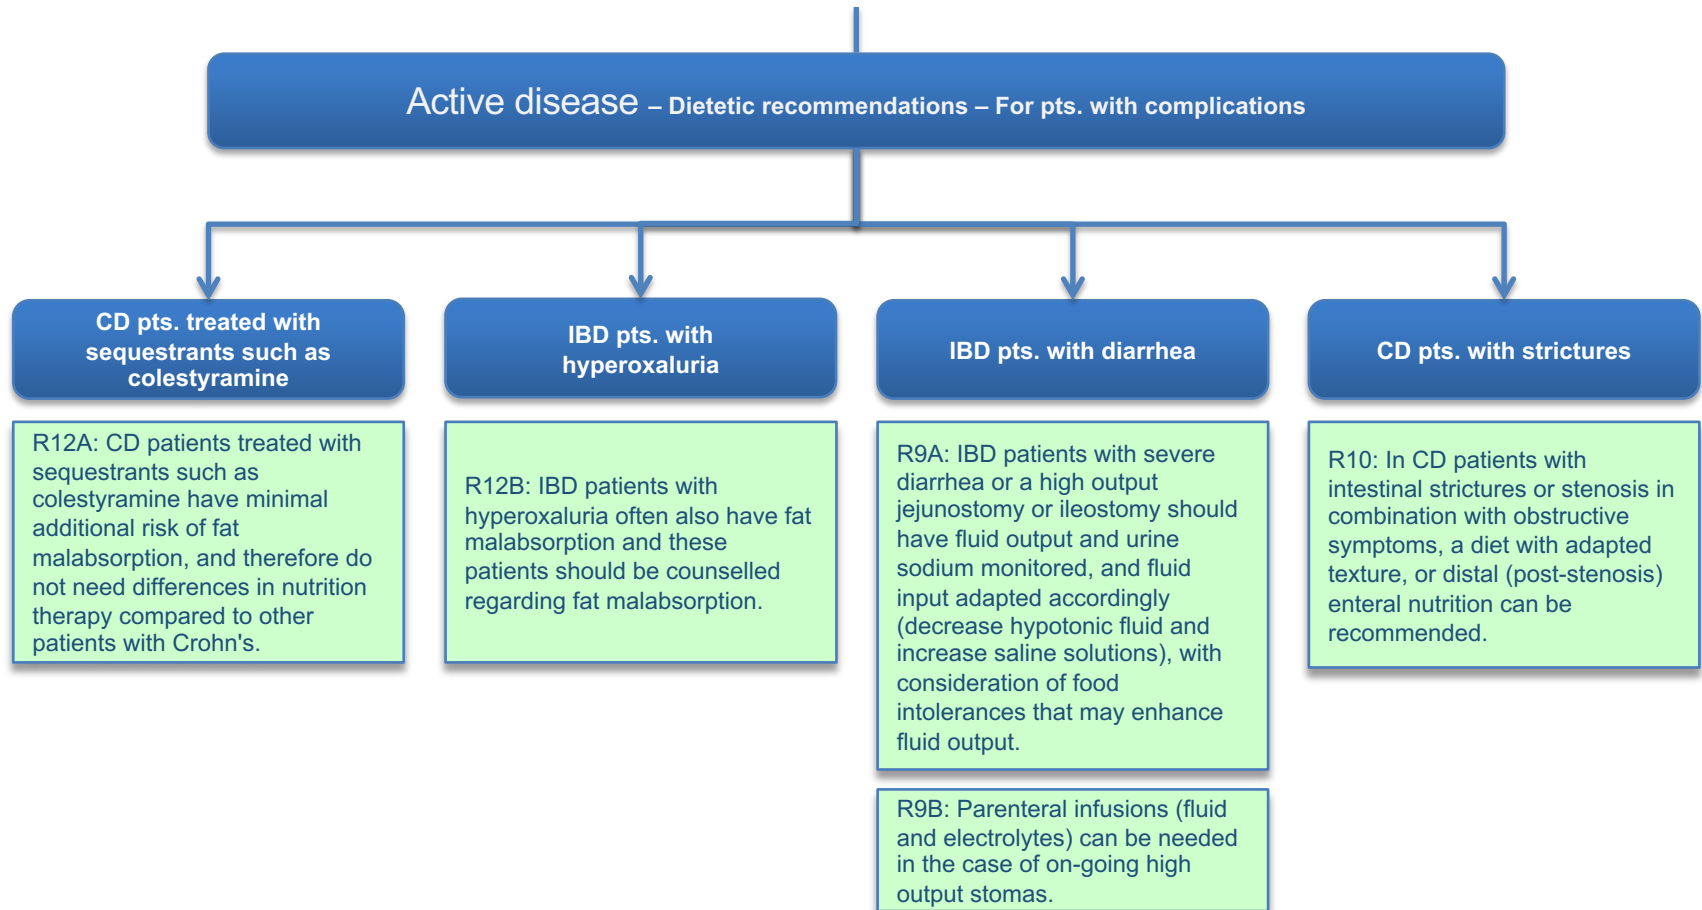 Active disease – Dietetic recommendations – For pts. with complications
CD pts. treated with
sequestrants such as
colestyramine
IBD pts. with
hyperoxaluria
IBD pts. with diarrhea
CD pts. with strictures
R12A: CD patients treated with
sequestrants such as
colestyramine have minimal
additional risk of fat
malabsorption, and therefore do
not need differences in nutrition
therapy compared to other
patients with Crohn's.
R12B: IBD patients with
hyperoxaluria often also have fat
malabsorption and these
patients should be counselled
regarding fat malabsorption.
R9A: IBD patients with severe
diarrhea or a high output
jejunostomy or ileostomy should
have fluid output and urine
sodium monitored, and fluid
input adapted accordingly
(decrease hypotonic fluid and
increase saline solutions), with
consideration of food
intolerances that may enhance
fluid output.
R9B: Parenteral infusions (fluid
and electrolytes) can be needed
in the case of on-going high
output stomas.
R10: In CD patients with
intestinal strictures or stenosis in
combination with obstructive
symptoms, a diet with adapted
texture, or distal (post-stenosis)
enteral nutrition can be
recommended.